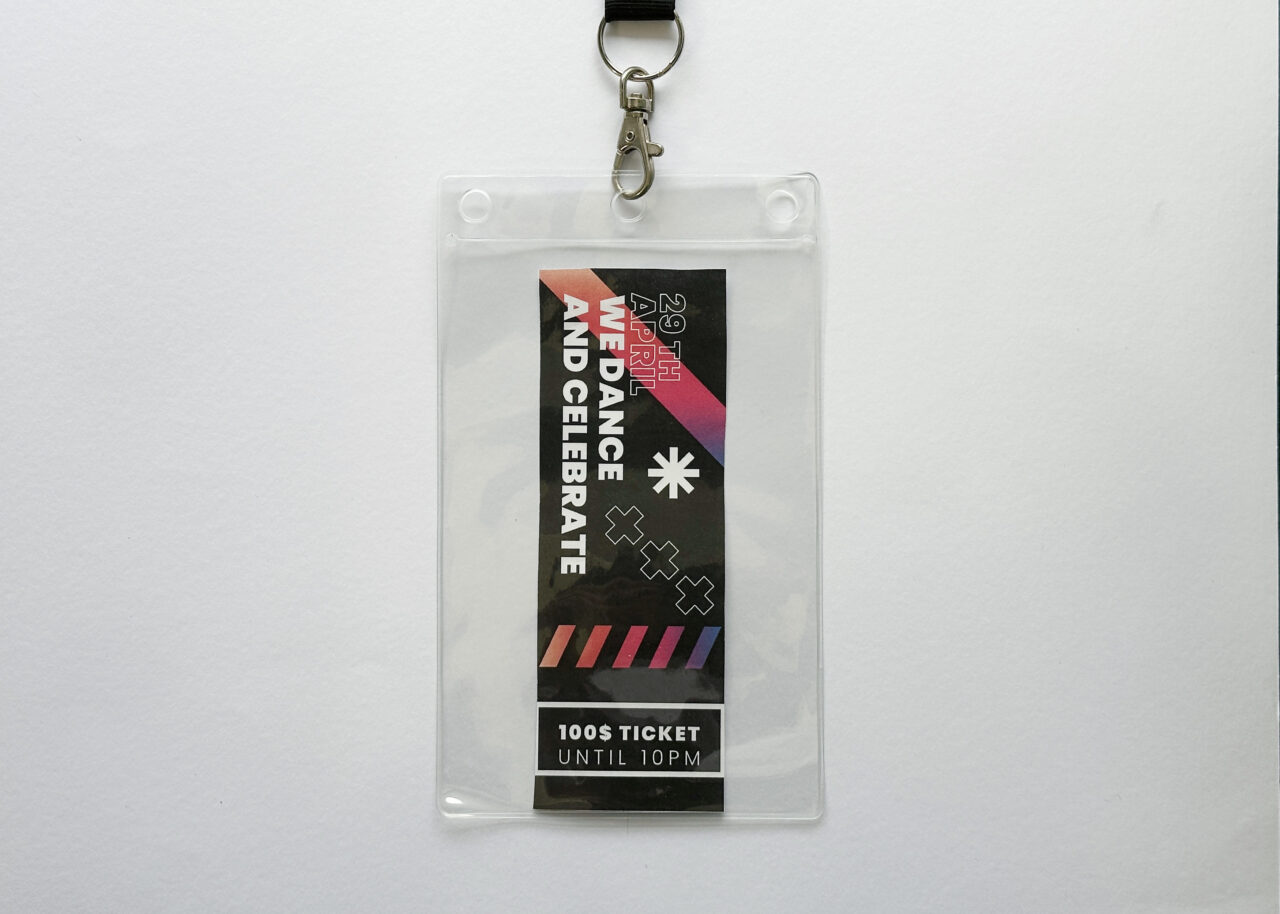 29 TH
APRIL
WE DANCE
AND CELEBRATE
100$ TICKET
UNTIL 10PM